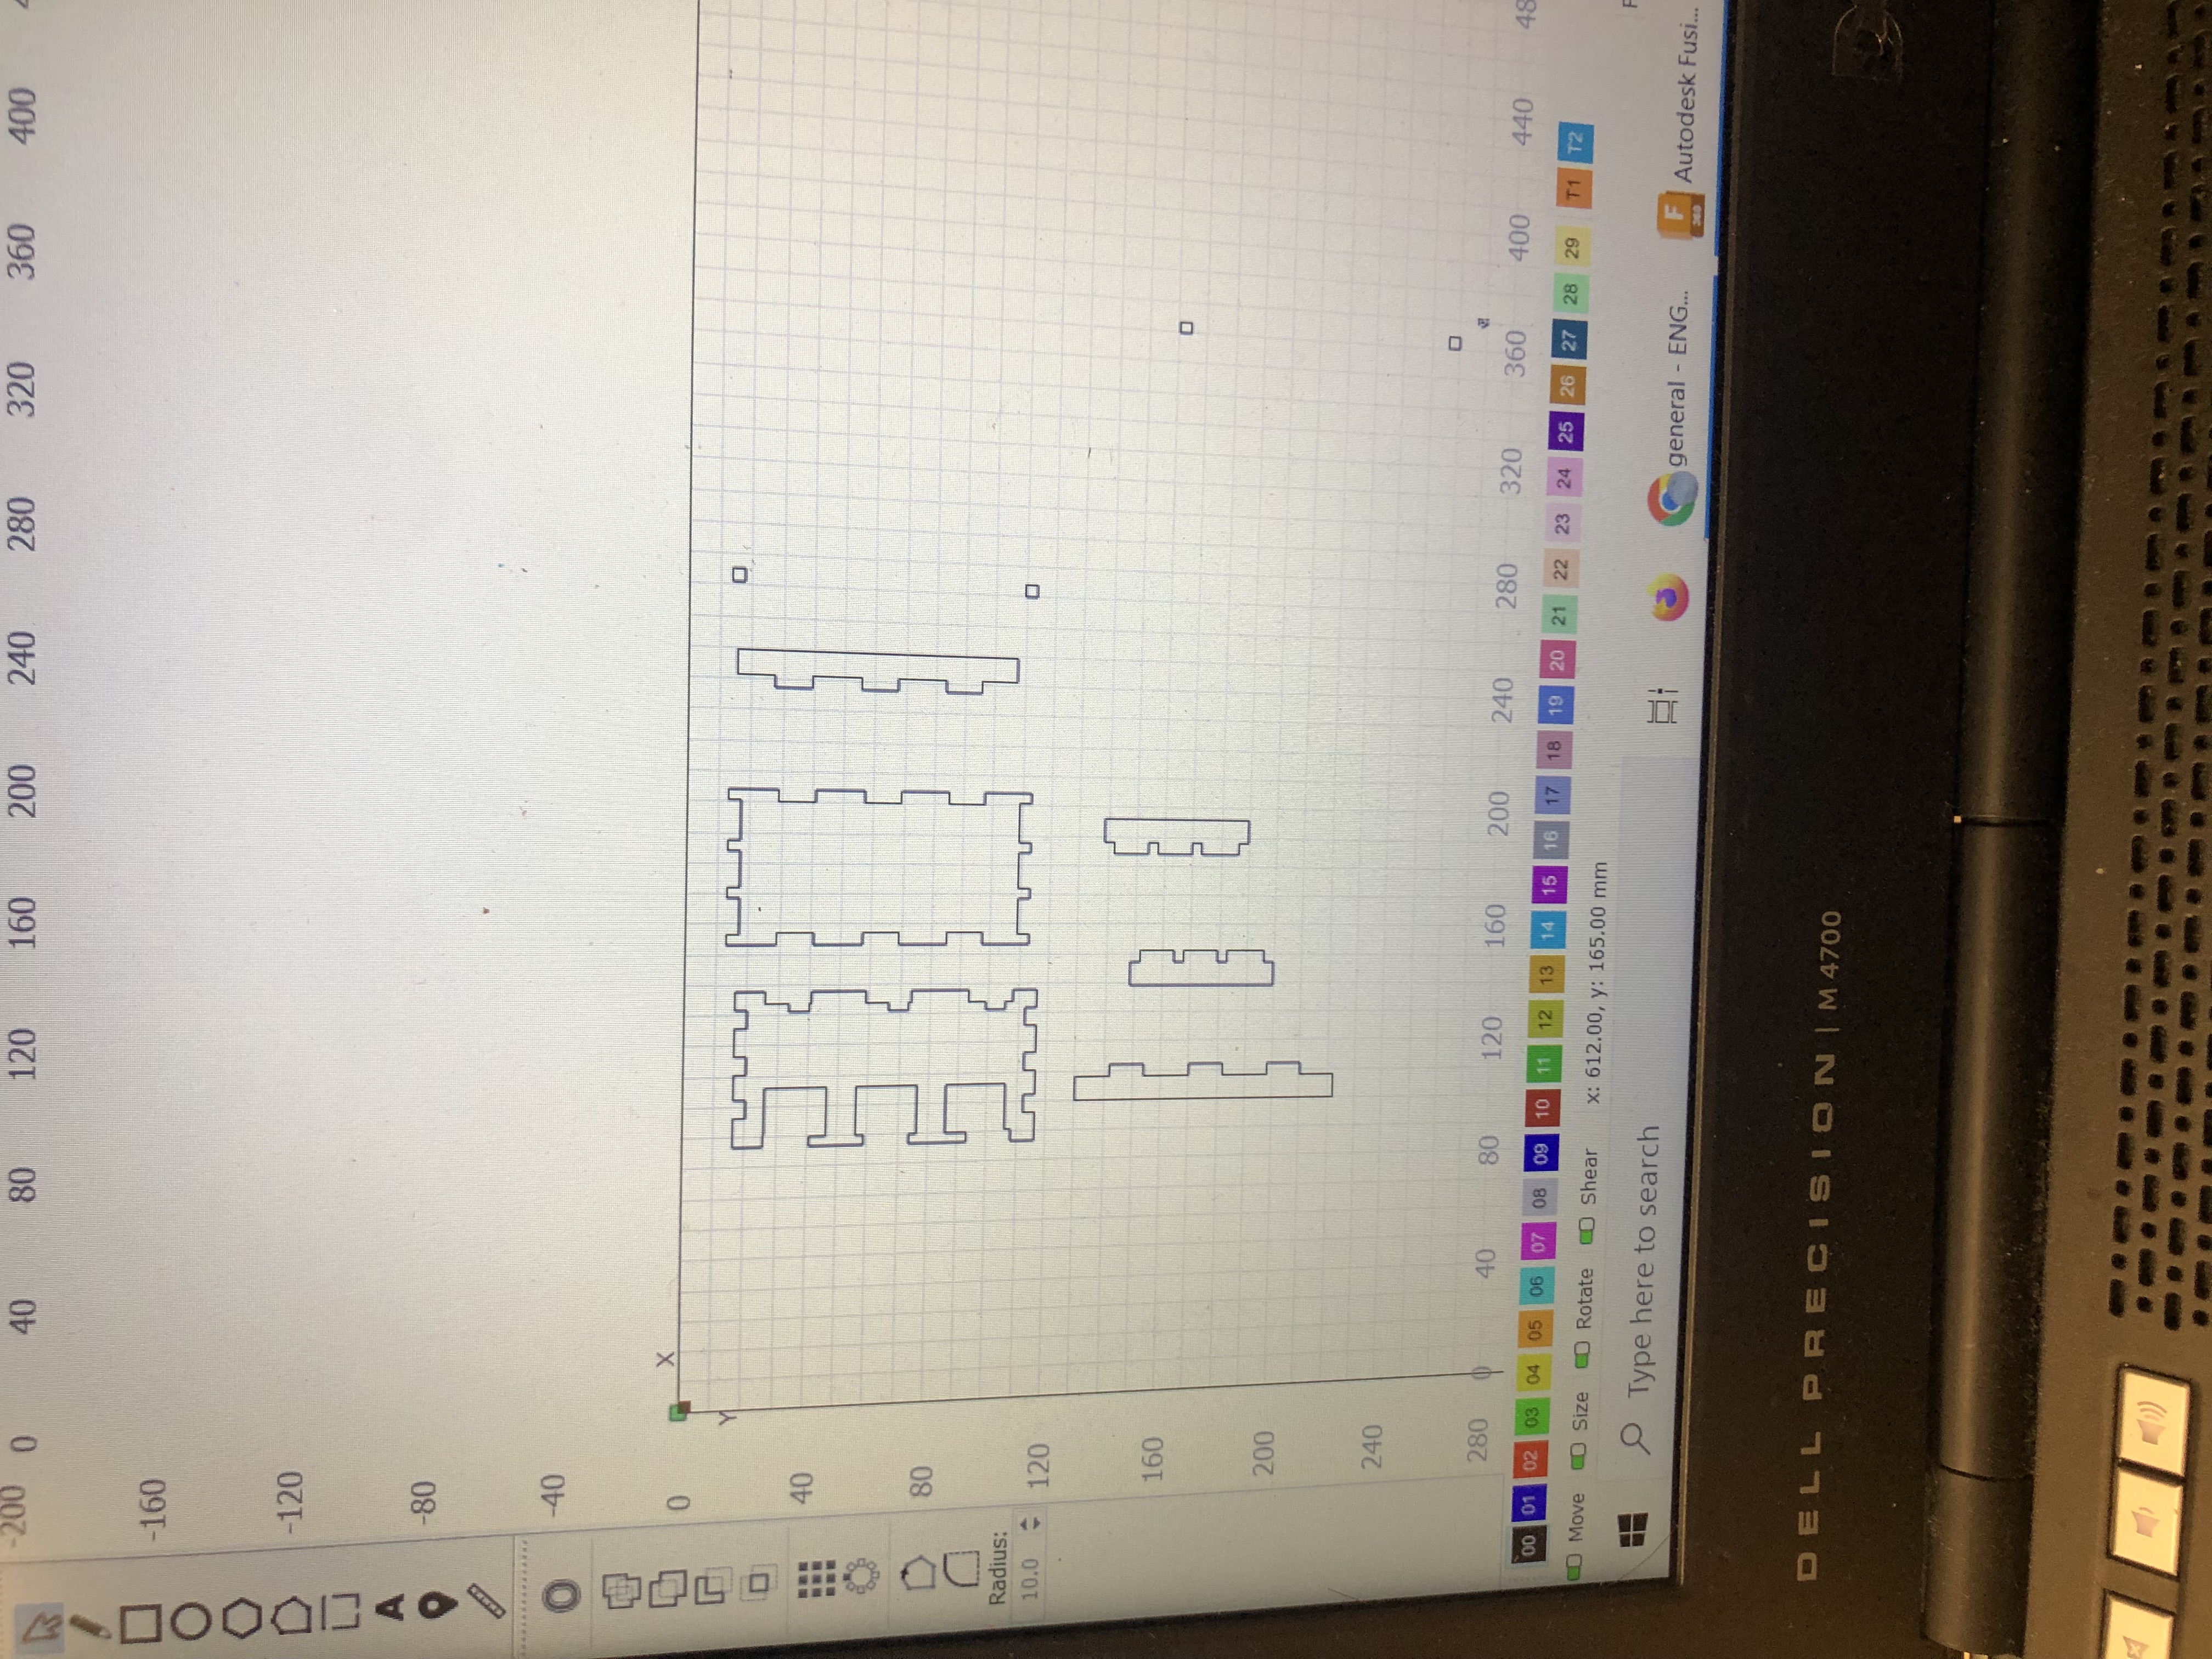 -200 0 40 80 120 160 200 240 280 320 360 400
-160
-120
A
-80
-40
X
0
Y
40
80
Radius:
10.0
120
160
200
240
280 0 40 80 120 160 200 240 280 320 360 400 440 48
00 01 02 03 04 05 06 07 08 09 10 11 12 13 14 15 16 17 18 19 20 21 22 23 24 25 26 27 28 29 T1 T2
Move Size Rotate Shear x: 612.00, y: 165.00 mm
Type here to search general - ENG... F 360 Autodesk Fusi...
DELL PRECISION | M4700